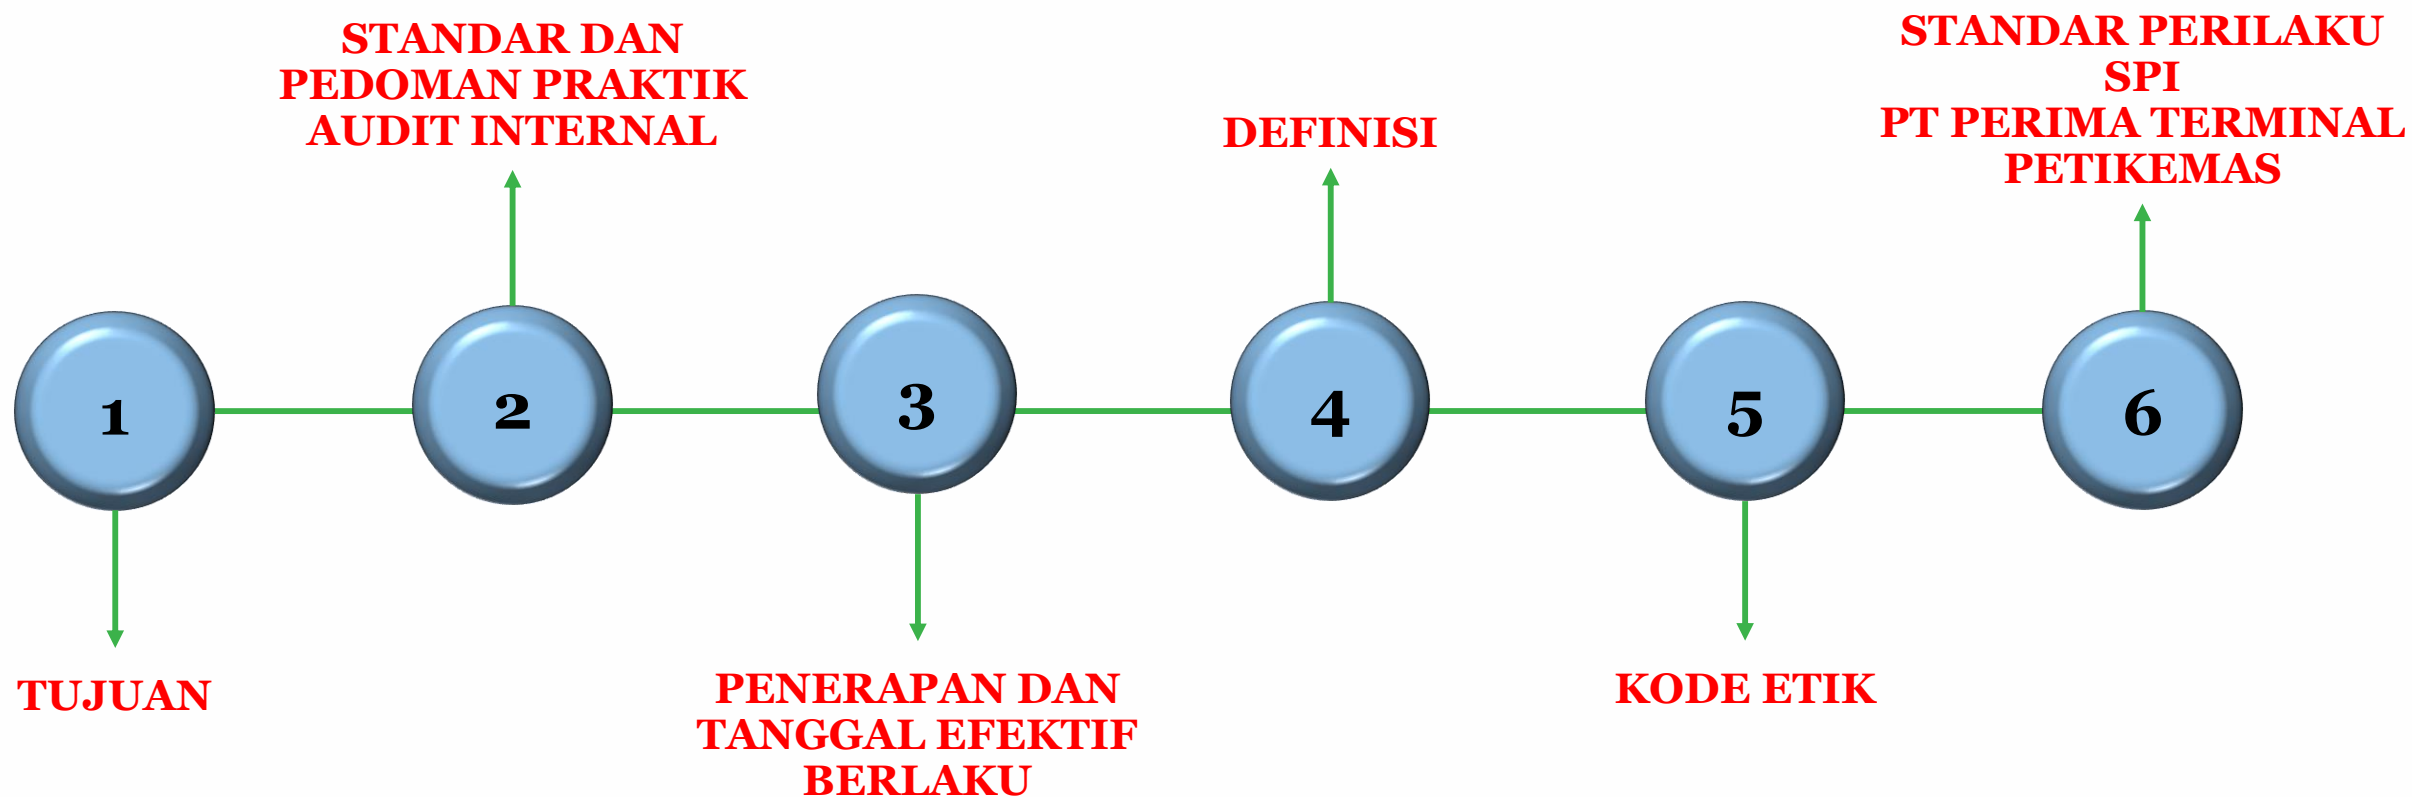 STANDAR DAN
PEDOMAN PRAKTIK
AUDIT INTERNAL
DEFINISI
STANDAR PERILAKU
SPI
PT PERIMA TERMINAL
PETIKEMAS
1
2
3
4
5
6
TUJUAN
PENERAPAN DAN
TANGGAL EFEKTIF
BERLAKU
KODE ETIK